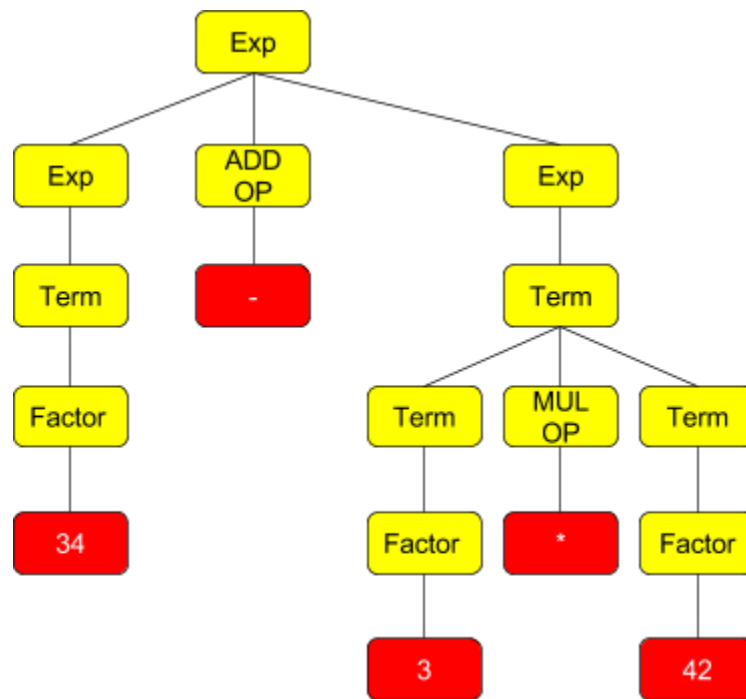 Exp
Exp
ADD
OP
Exp
Term
-
Term
Factor
Term
MUL
OP
Term
34
Factor
*
Factor
3
42